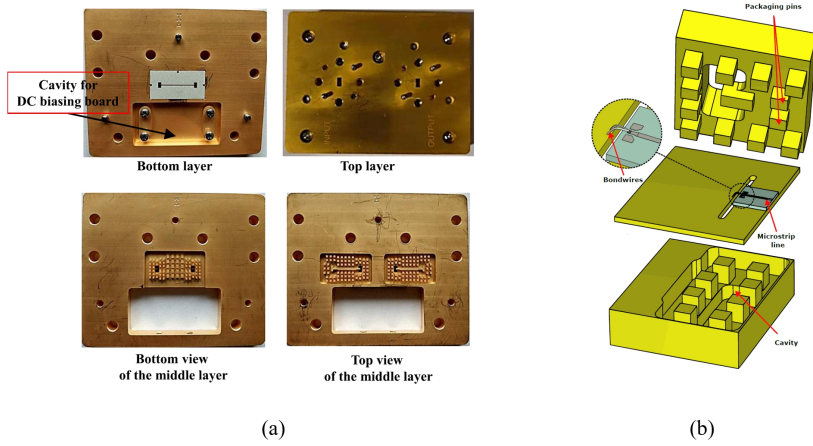 Cavity for
DC biasing board
Bottom layer
INPUT
OUTPUT
Top layer
Bottom view
of the middle layer
Top view
of the middle layer
(a)
Packaging pins
Bondwires
Microstrip
line
Cavity
(b)